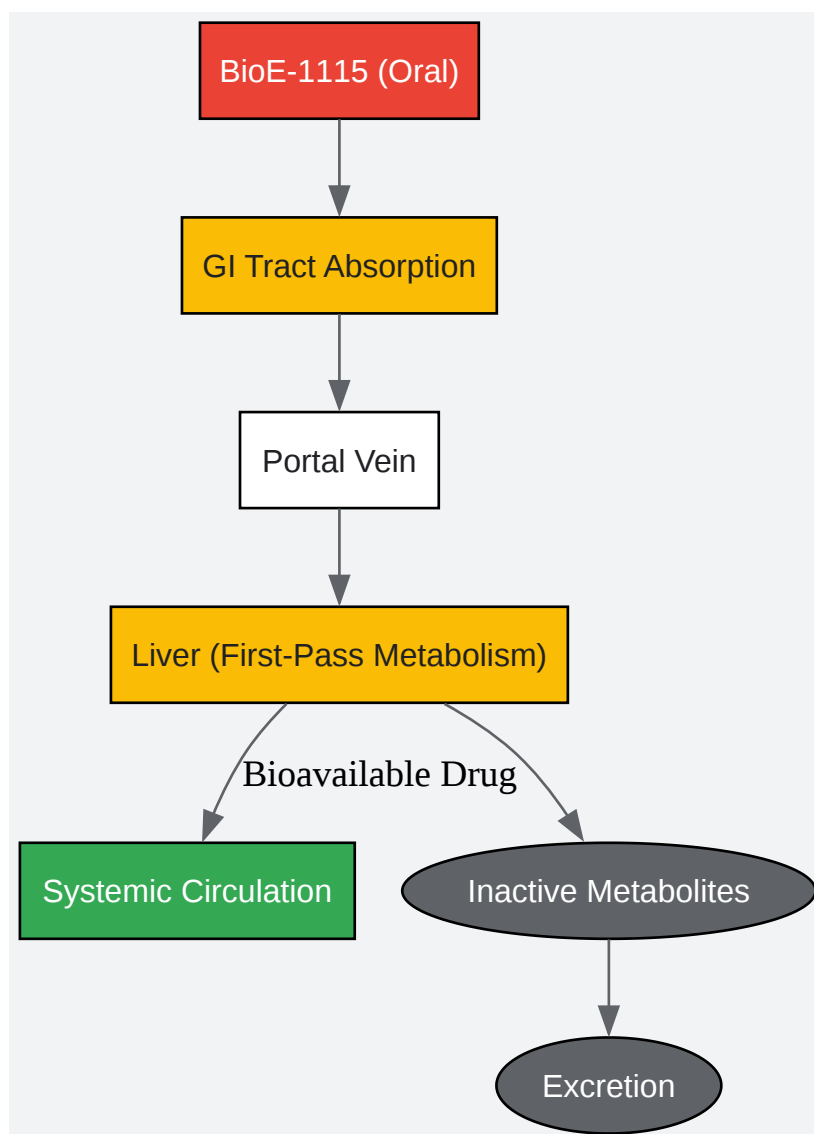 BioE-1115 (Oral)
GI Tract Absorption
Portal Vein
Liver (First-Pass Metabolism)
Bioavailable Drug
Systemic Circulation
Inactive Metabolites
Excretion